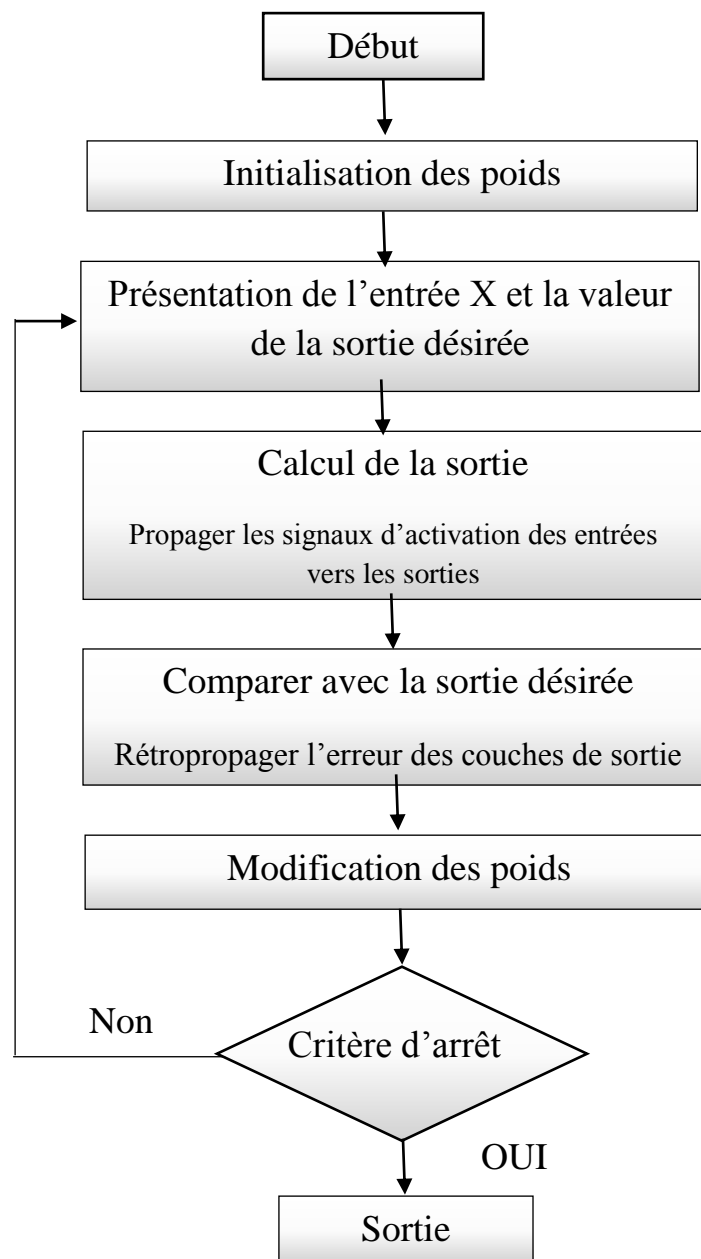 Début
Initialisation des poids
Présentation de l’entrée X et la valeur
de la sortie désirée
Calcul de la sortie
Propager les signaux d’activation des entrées
vers les sorties
Comparer avec la sortie désirée
Rétropropager l’erreur des couches de sortie
Modification des poids
Non
Critère d’arrêt
OUI
Sortie